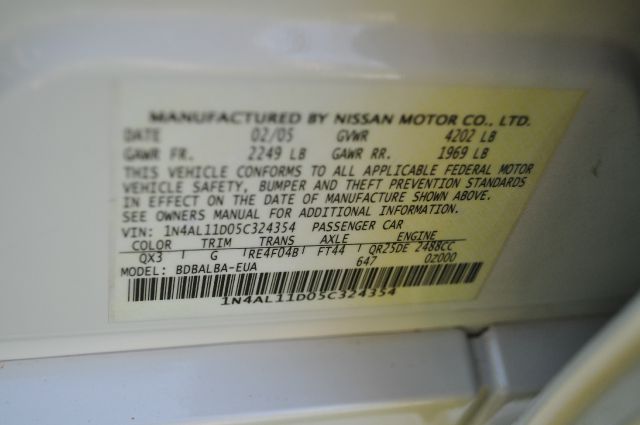 MANUFACTURED BY NISSAN MOTOR CO., LTD.
DATE 02/05 GVWR 4202 LB
GAWR FR. 2249 LB GAWR RR. 1969 LB
THIS VEHICLE CONFORMS TO ALL APPLICABLE FEDERAL MOTOR
VEHICLE SAFETY, BUMPER AND THEFT PREVENTION STANDARDS
IN EFFECT ON THE DATE OF MANUFACTURE SHOWN ABOVE.
SEE OWNERS MANUAL FOR ADDITIONAL INFORMATION.
VIN: 1N4AL11D05C324354 PASSENGER CAR
COLOR TRIM TRANS AXLE ENGINE
QX3 G RE4F04B FT44 QR25DE 2488CC
MODEL: BDBALBA-EUA 647 02000
1N4AL11D05C324354